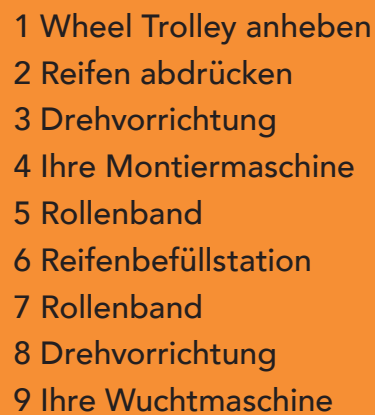 1 Wheel Trolley anheben
2 Reifen abdrücken
3 Drehvorrichtung
4 Ihre Montiermaschine
5 Rollenband
6 Reifenbefüllstation
7 Rollenband
8 Drehvorrichtung
9 Ihre Wuchtmaschine